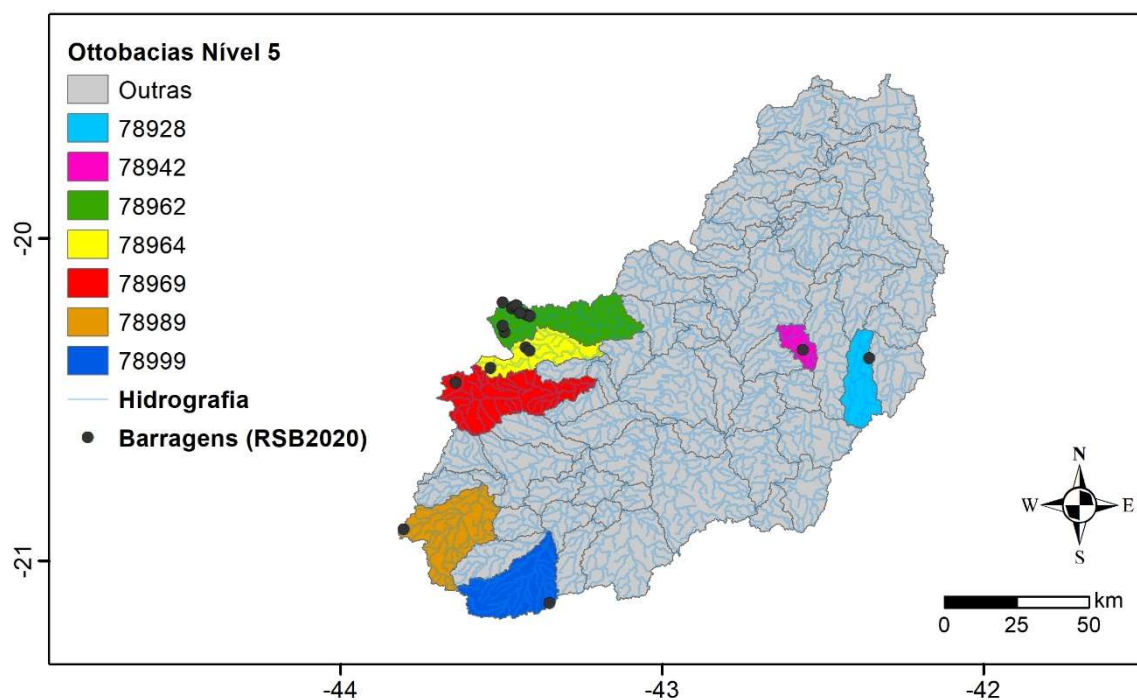 Ottobacias Nível 5
Outras
78928
78942
78962
78964
78969
78989
78999
Hidrografia
Barragens (RSB2020)
-20
-21
N
W E
S
km
0 25 50
-44 -43 -42